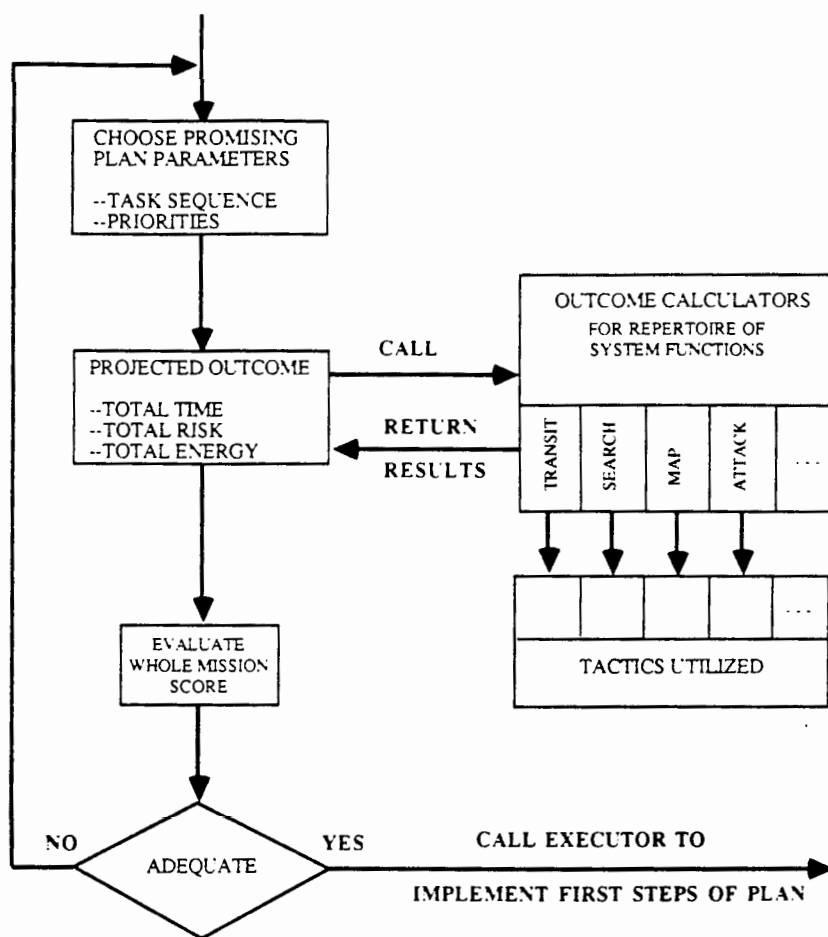 CHOOSE PROMISING
PLAN PARAMETERS
--TASK SEQUENCE
--PRIORITIES
PROJECTED OUTCOME
--TOTAL TIME
--TOTAL RISK
--TOTAL ENERGY
CALL
RETURN
RESULTS
OUTCOME CALCULATORS
FOR REPERTOIRE OF
SYSTEM FUNCTIONS
TRANSIT
SEARCH
MAP
ATTACK
...
...
TACTICS UTILIZED
EVALUATE
WHOLE MISSION
SCORE
ADEQUATE
NO
YES
CALL EXECUTOR TO
IMPLEMENT FIRST STEPS OF PLAN